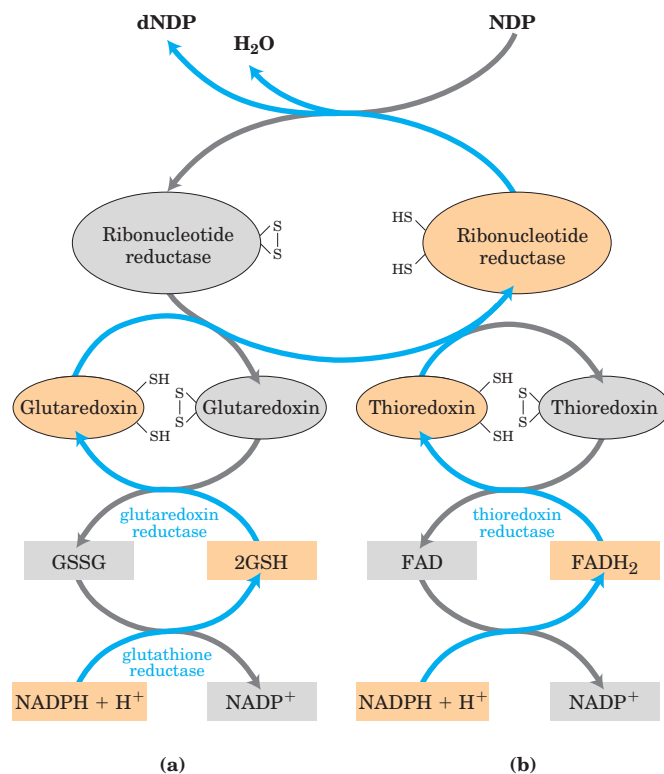 dNDP
H₂O
NDP
Ribonucleotide
reductase
S
S
HS
HS
Ribonucleotide
reductase
Glutaredoxin
SH
SH
S
S
Glutaredoxin
Thioredoxin
SH
SH
S
S
Thioredoxin
glutaredoxin
reductase
thioredoxin
reductase
GSSG
2GSH
FAD
FADH₂
glutathione
reductase
NADPH + H⁺
NADP⁺
NADPH + H⁺
NADP⁺
(a)
(b)